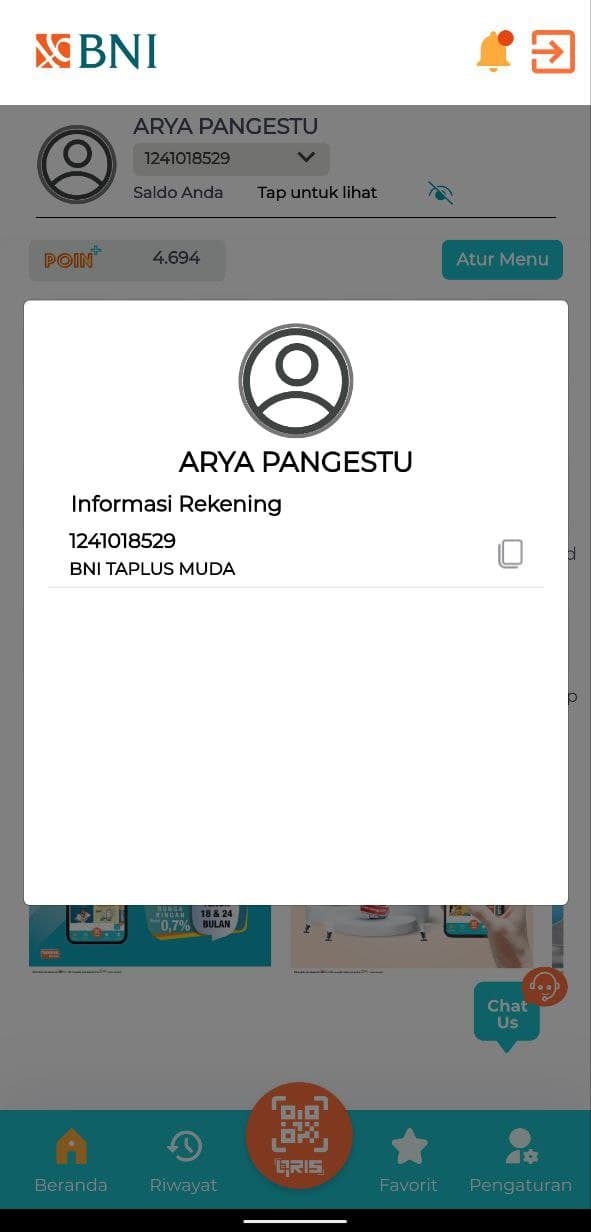 BNI
ARYA PANGESTU
1241018529
Saldo Anda Tap untuk lihat
POIN+ 4.694 Atur Menu
ARYA PANGESTU
Informasi Rekening
1241018529
BNI TAPLUS MUDA
d
p
BUNGA
RINGAN
0,7%
18 & 24
BULAN
Chat
Us
QRIS
Beranda Riwayat Favorit Pengaturan